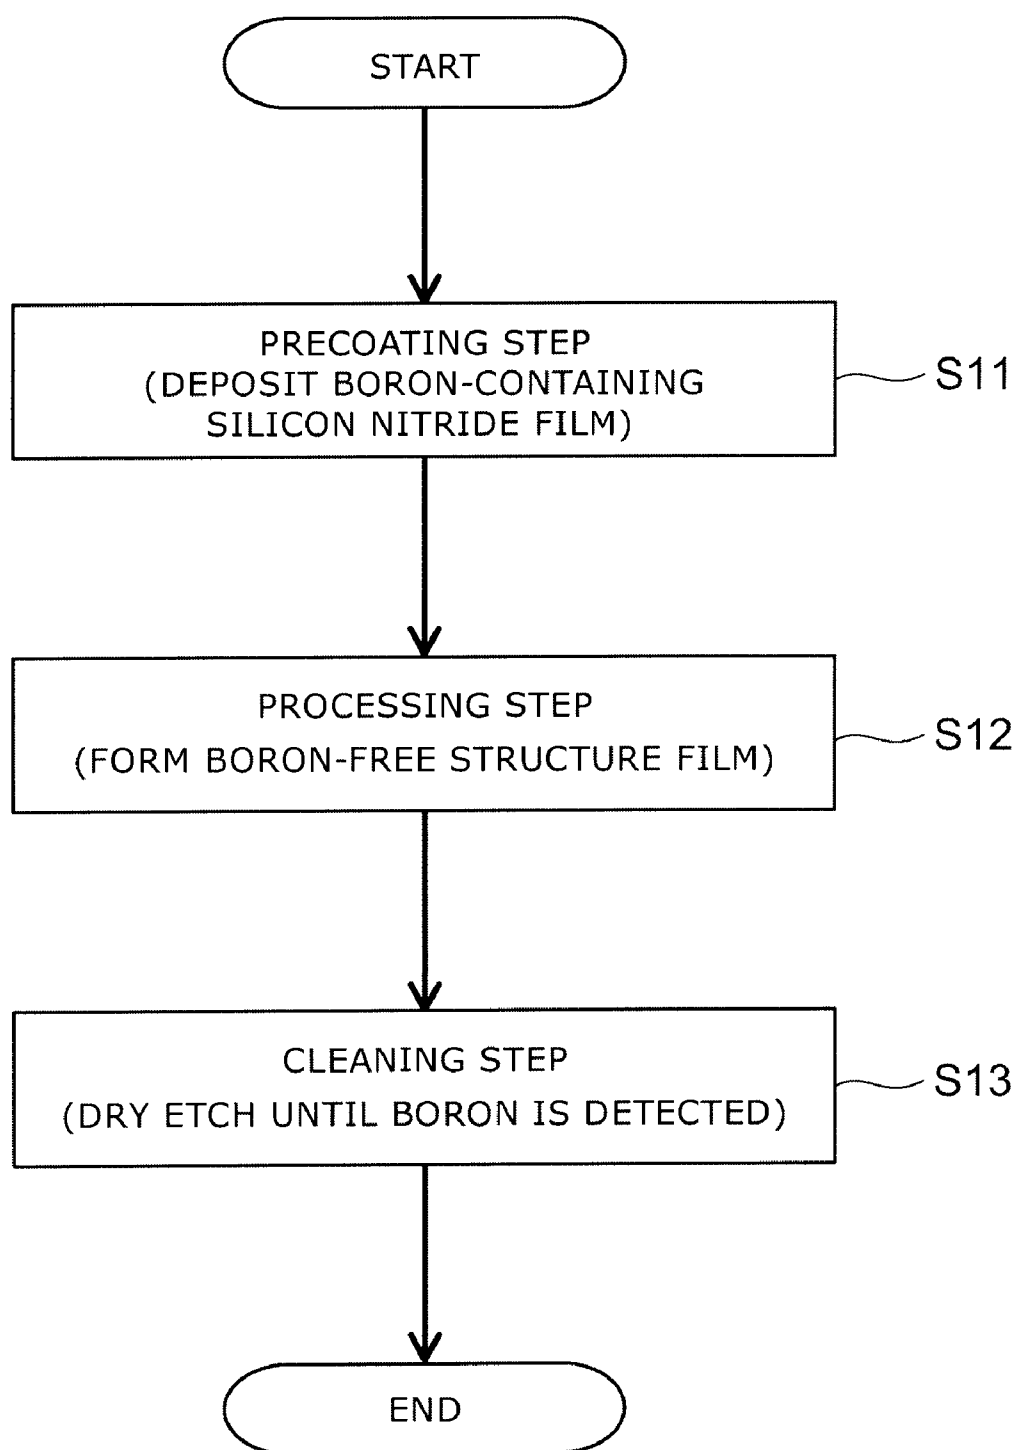 START
PRECOATING STEP
(DEPOSIT BORON-CONTAINING
SILICON NITRIDE FILM)
S11
PROCESSING STEP
(FORM BORON-FREE STRUCTURE FILM)
S12
CLEANING STEP
(DRY ETCH UNTIL BORON IS DETECTED)
S13
END